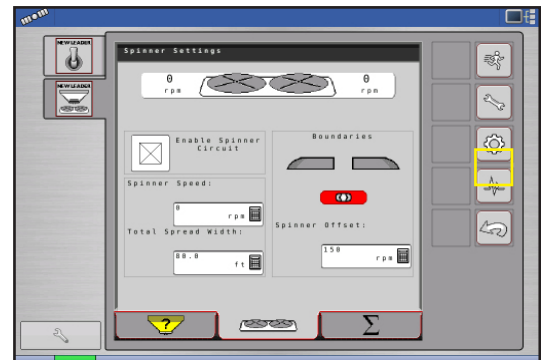 NEW LEADER
Spinner Settings
0
rpm
0
rpm
NEW LEADER
Enable Spinner
Circuit
Boundaries
Spinner Speed:
0
rpm
Total Spread Width:
Spinner Offset:
80.0
ft
150
rpm
?
Σ